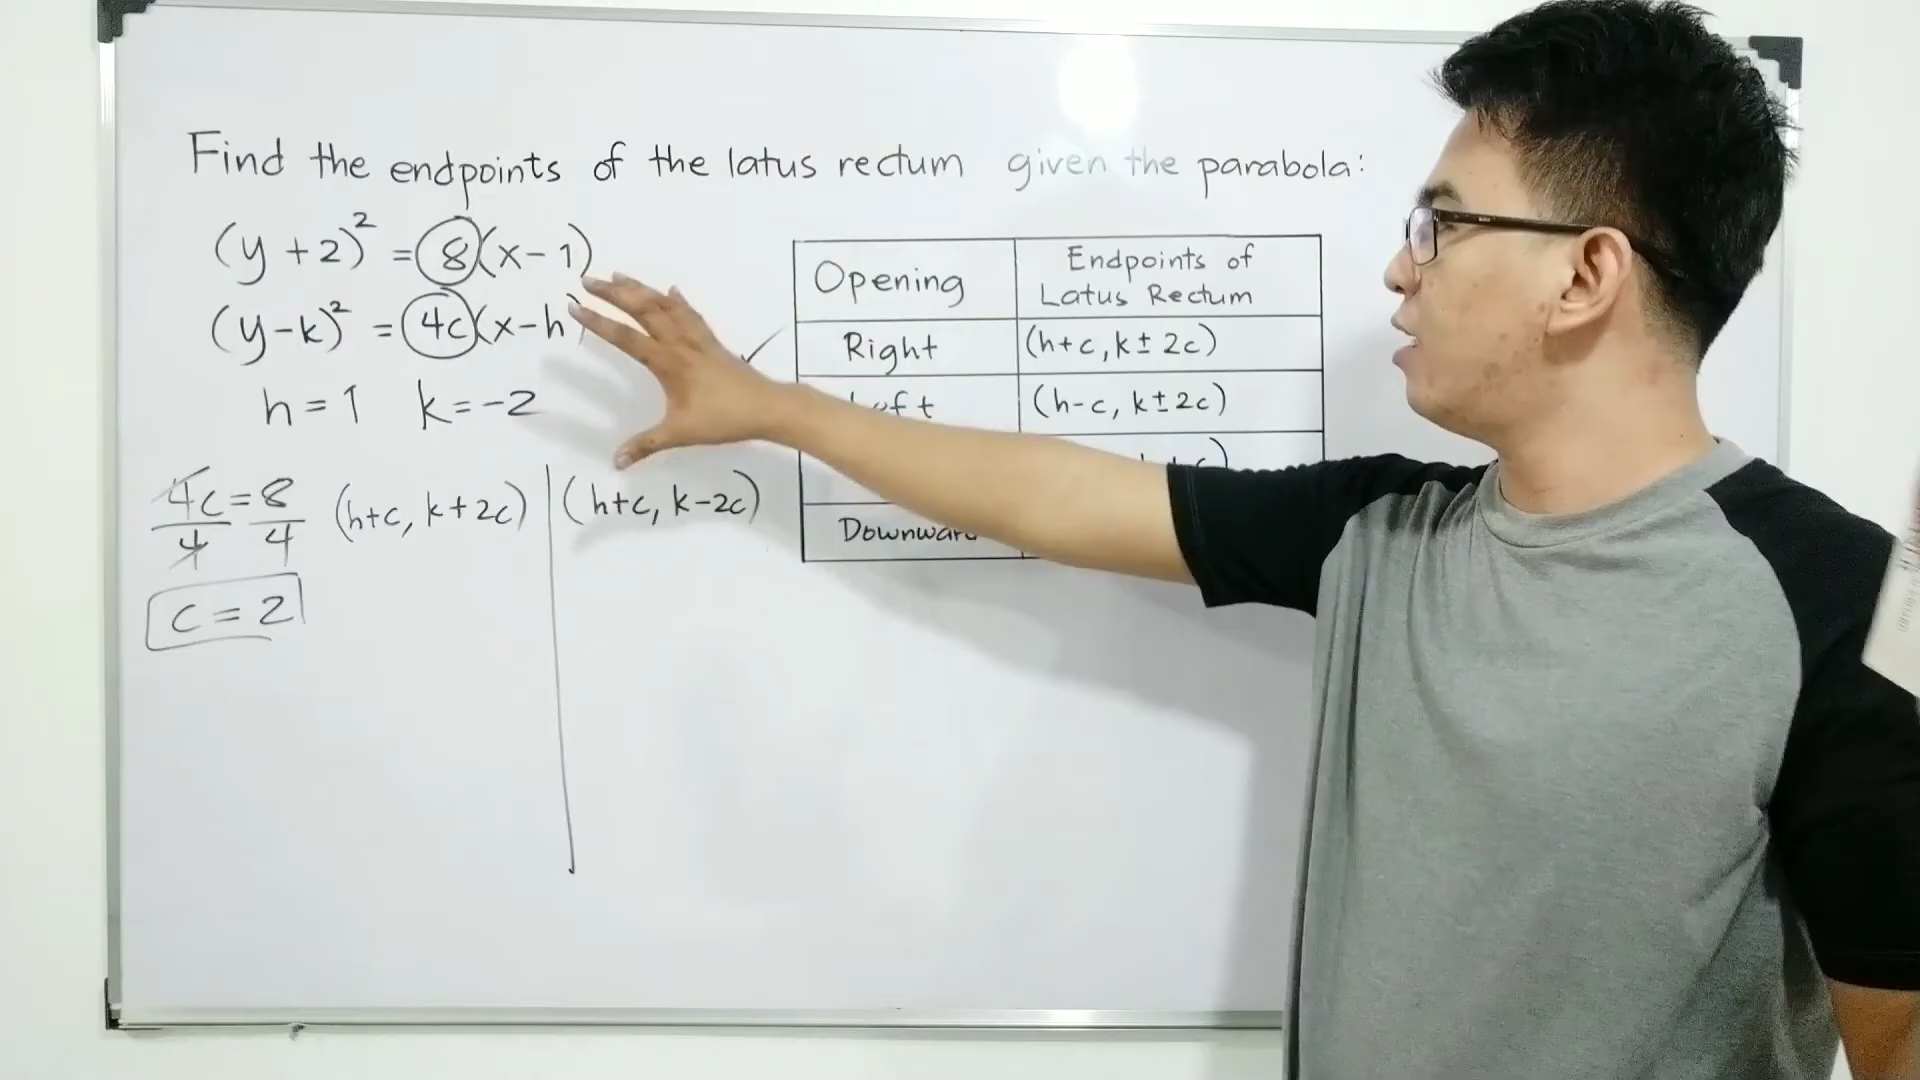 Find the endpoints of the latus rectum given the parabola:
(y+2)² = 8(x-1)
(y-k)² = 4c(x-h)
h=1 k=-2
4c=8
4 4
c=2
(h+c, k+2c)
(h+c, k-2c)
Opening
Endpoints of
Latus Rectum
Right (h+c, k±2c)
(h-c, k±2c)